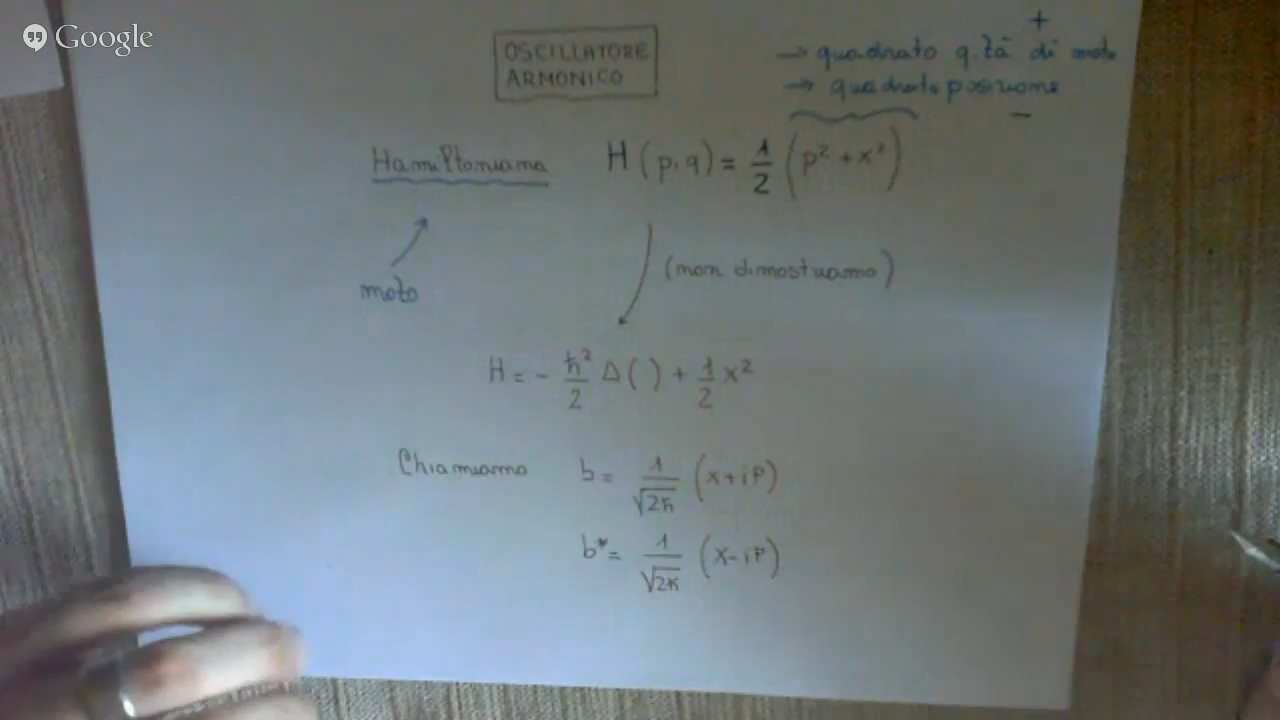 Google
OSCILLATORE
ARMONICO
+
→ quadrato q.tà di moto
→ quadrato posizione
−
Hamiltoniana H (p,q) = 1/2 (p² + x²)
moto
(non dimostriamo)
H = - ħ²/2 Δ( ) + 1/2 x²
Chiamiamo b = 1/√2ħ (x+iP)
b* = 1/√2ħ (x-iP)